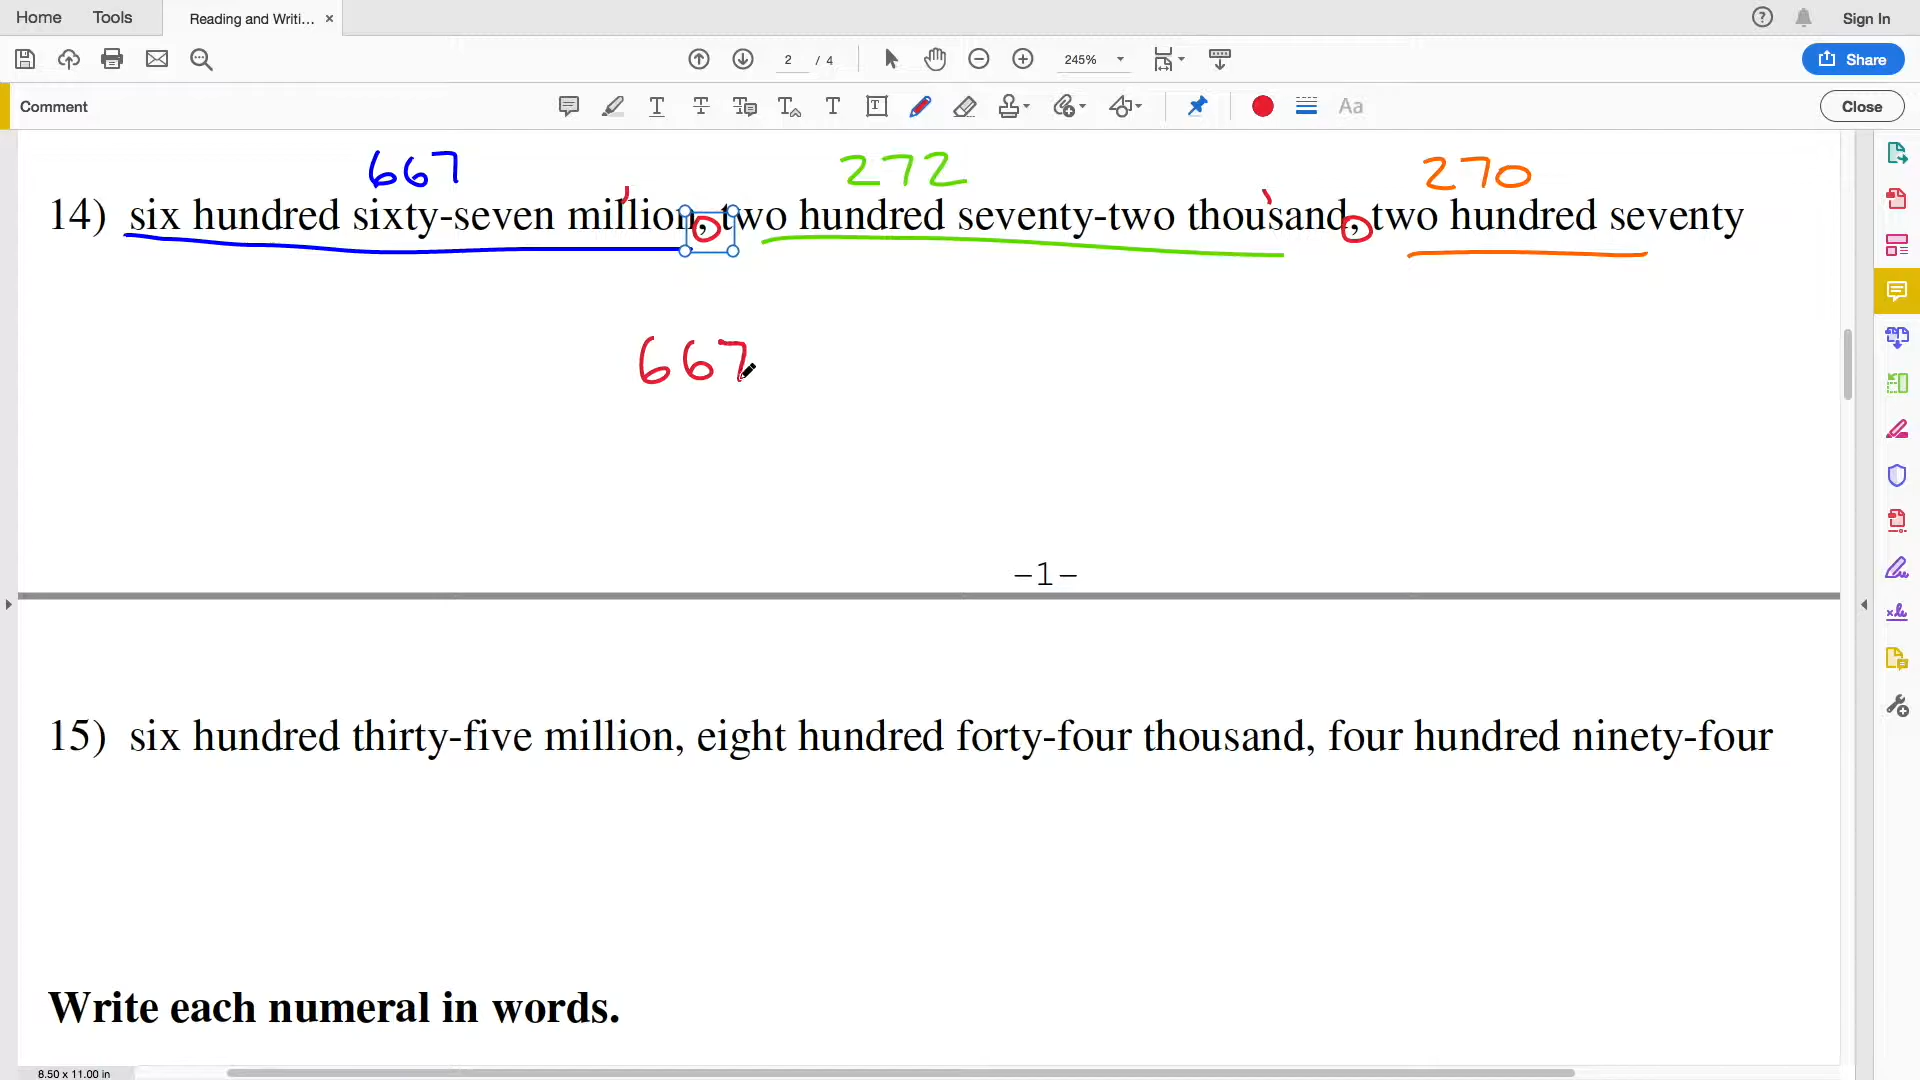 Home Tools Reading and Writi... × Sign In
2 / 4 245% Share
Comment Aa Close
667 272 270
14) six hundred sixty-seven million, two hundred seventy-two thousand, two hundred seventy
667
-1-
15) six hundred thirty-five million, eight hundred forty-four thousand, four hundred ninety-four
Write each numeral in words.
8.50 x 11.00 in